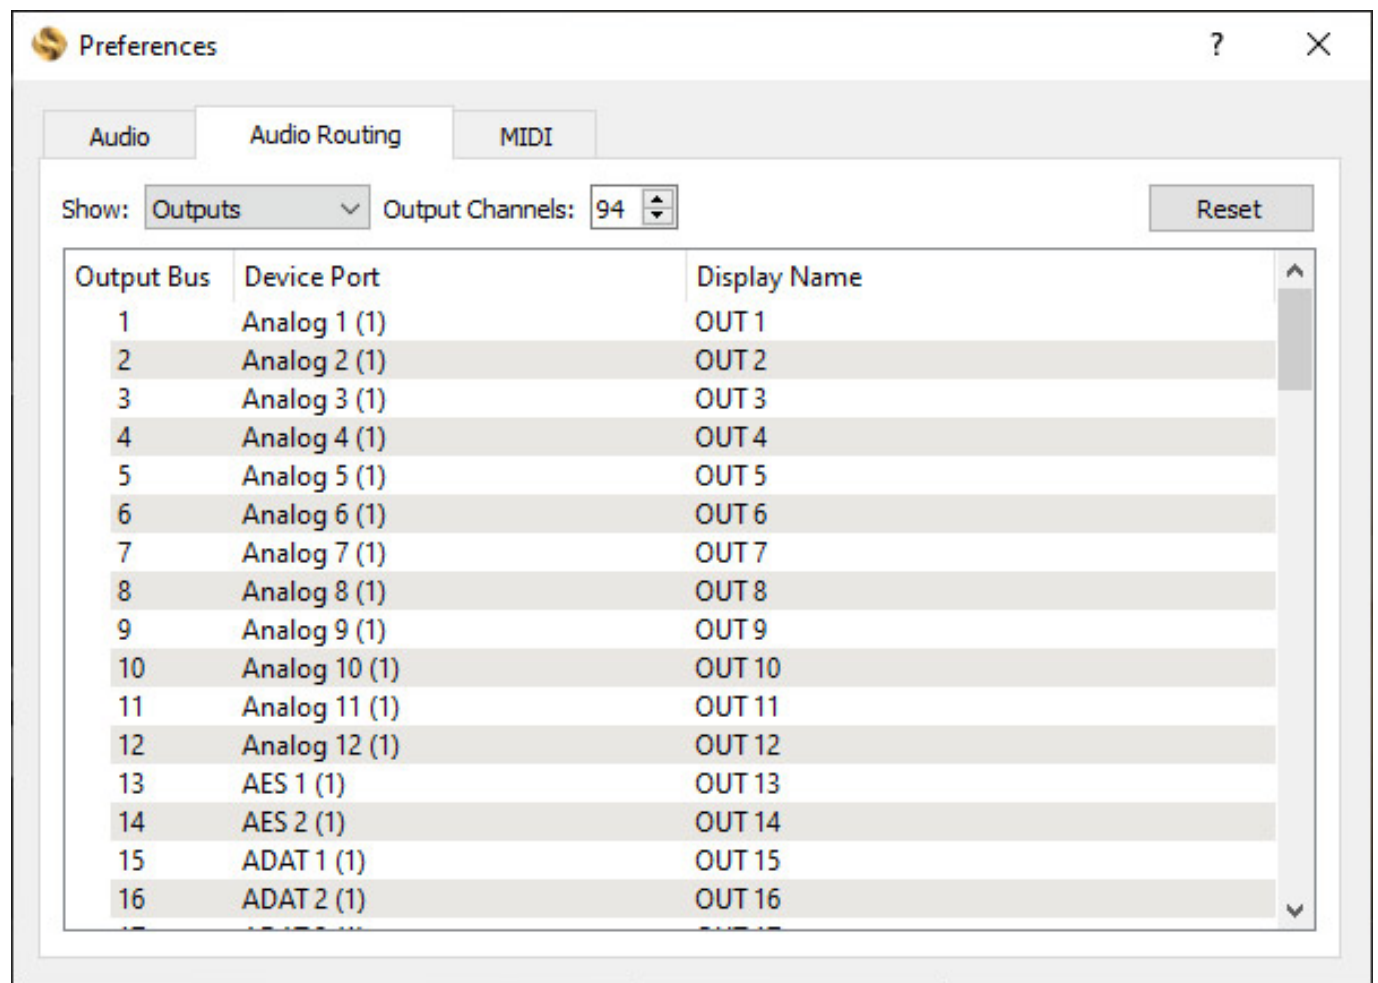 Preferences ?
Audio Audio Routing MIDI
Show: Outputs Output Channels: 94 Reset
Output Bus Device Port Display Name
1 Analog 1 (1) OUT 1
2 Analog 2 (1) OUT 2
3 Analog 3 (1) OUT 3
4 Analog 4 (1) OUT 4
5 Analog 5 (1) OUT 5
6 Analog 6 (1) OUT 6
7 Analog 7 (1) OUT 7
8 Analog 8 (1) OUT 8
9 Analog 9 (1) OUT 9
10 Analog 10 (1) OUT 10
11 Analog 11 (1) OUT 11
12 Analog 12 (1) OUT 12
13 AES 1 (1) OUT 13
14 AES 2 (1) OUT 14
15 ADAT 1 (1) OUT 15
16 ADAT 2 (1) OUT 16